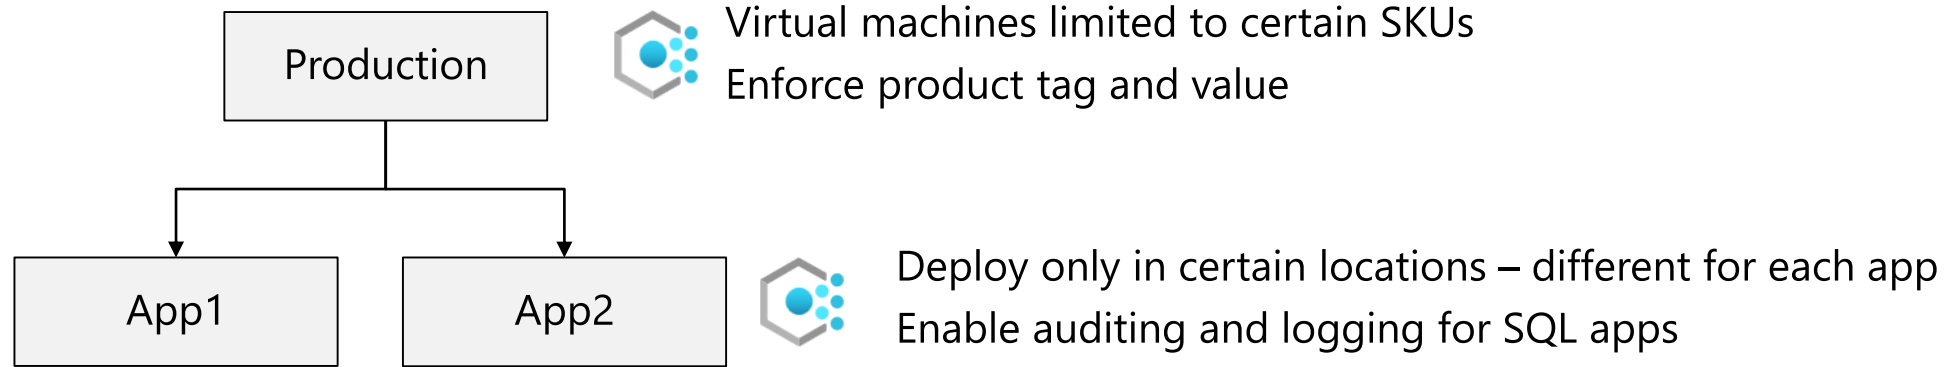 Production
Virtual machines limited to certain SKUs
Enforce product tag and value
App1
App2
Deploy only in certain locations – different for each app
Enable auditing and logging for SQL apps